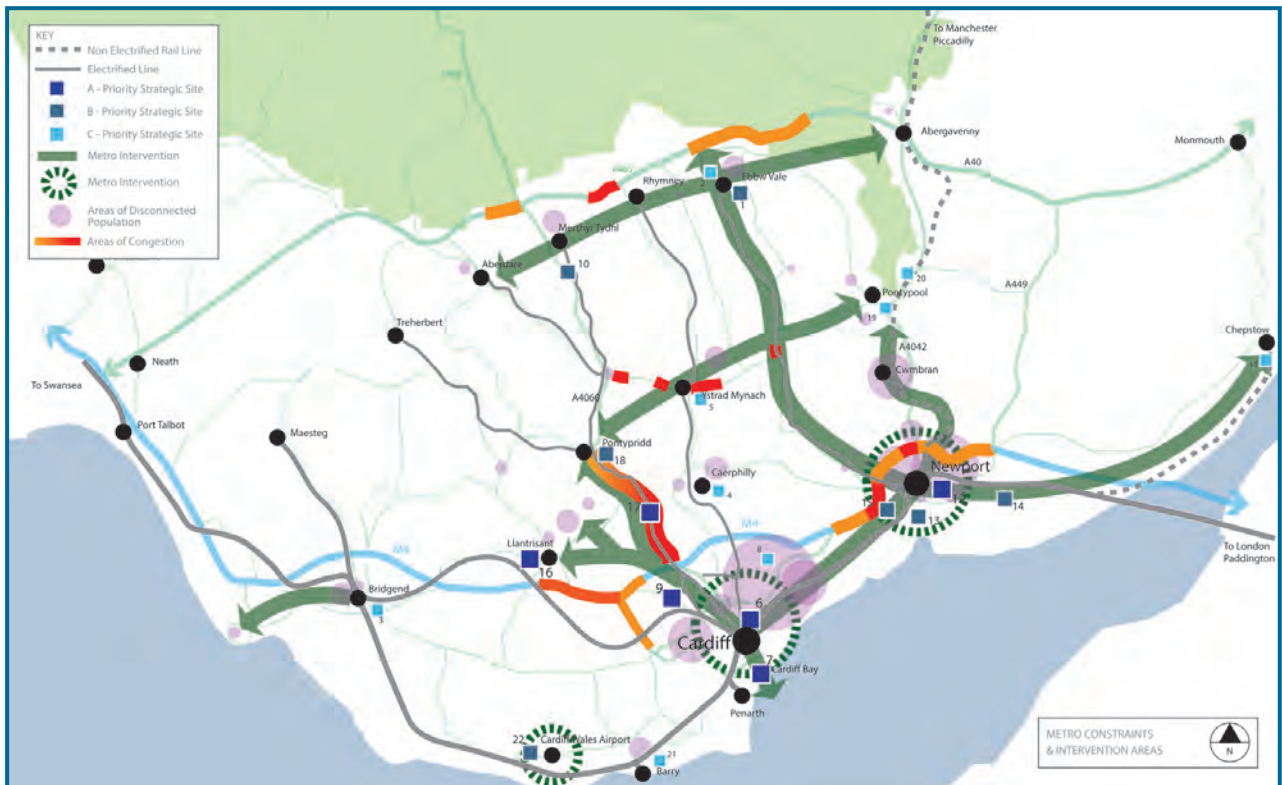 KEY
Non Electrified Rail Line
Electrified Line
A - Priority Strategic Site
B - Priority Strategic Site
C - Priority Strategic Site
Metro Intervention
Metro Intervention
Areas of Disconnected
Population
Areas of Congestion
To Manchester
Piccadilly
Abergavenny
Monmouth
A40
Rhymney
2
Ebbw Vale
1
Merthyr Tydfil
10
Aberdare
20
Pontypool
19
A449
Treherbert
Chepstow
Neath
A4042
Cwmbran
To Swansea
A4060
Ystrad Mynach
5
Port Talbot
Maesteg
Pontypridd
18
Newport
Caerphilly
4
12
17
13
14
M4
Llantrisant
16
8
To London
Paddington
M4
Bridgend
3
9
6
Cardiff
7
Cardiff Bay
Penarth
22
Cardiff Wales Airport
21
Barry
METRO CONSTRAINTS
& INTERVENTION AREAS
N